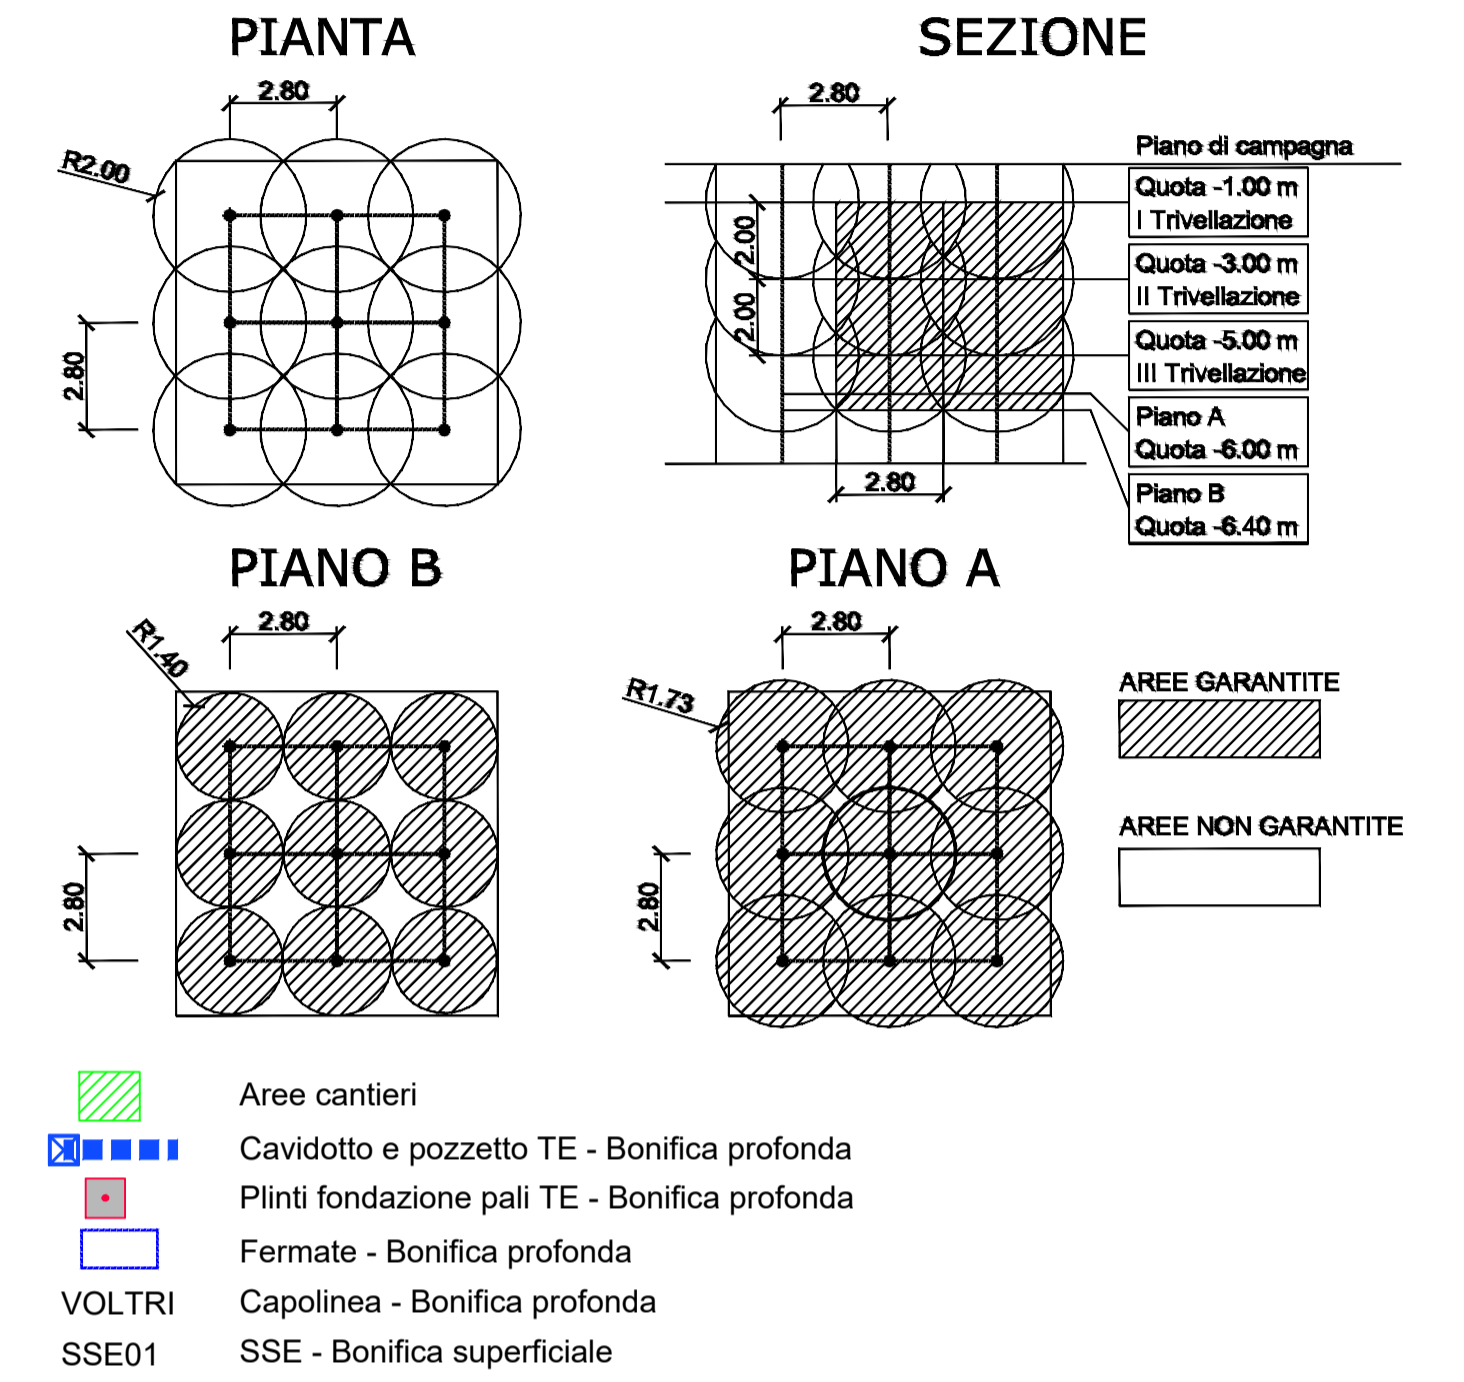 PIANTA
2.80
R2.00
2.80
SEZIONE
2.80
2.00
2.00
2.80
Piano di campagna
Quota -1.00 m
I Trivellazione
Quota -3.00 m
II Trivellazione
Quota -5.00 m
III Trivellazione
Piano A
Quota -6.00 m
Piano B
Quota -6.40 m
PIANO B
2.80
R1.40
2.80
PIANO A
2.80
R1.73
2.80
AREE GARANTITE
AREE NON GARANTITE
Aree cantieri
Cavidotto e pozzetto TE - Bonifica profonda
Plinti fondazione pali TE - Bonifica profonda
Fermate - Bonifica profonda
VOLTRI Capolinea - Bonifica profonda
SSE01 SSE - Bonifica superficiale